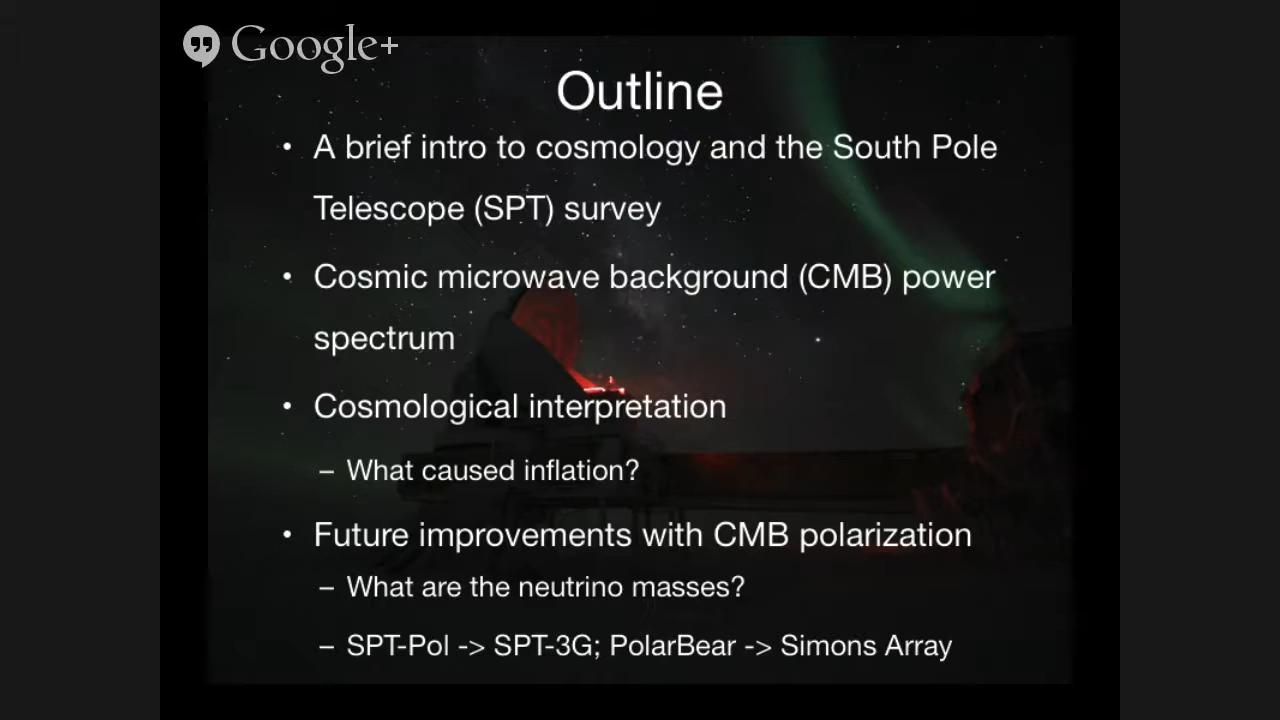 Google+
Outline
• A brief intro to cosmology and the South Pole
Telescope (SPT) survey
• Cosmic microwave background (CMB) power
spectrum
• Cosmological interpretation
– What caused inflation?
• Future improvements with CMB polarization
– What are the neutrino masses?
– SPT-Pol -> SPT-3G; PolarBear -> Simons Array